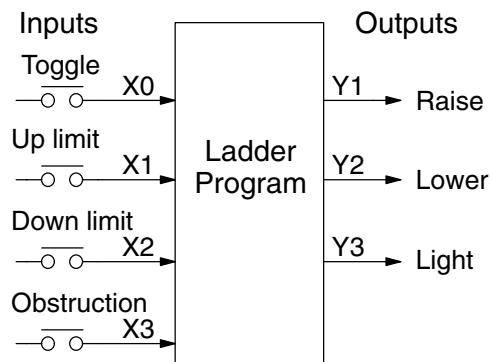 Inputs
Outputs
Toggle
X0
Y1
Raise
Up limit
X1
Ladder
Program
Y2
Lower
Down limit
X2
Y3
Light
Obstruction
X3